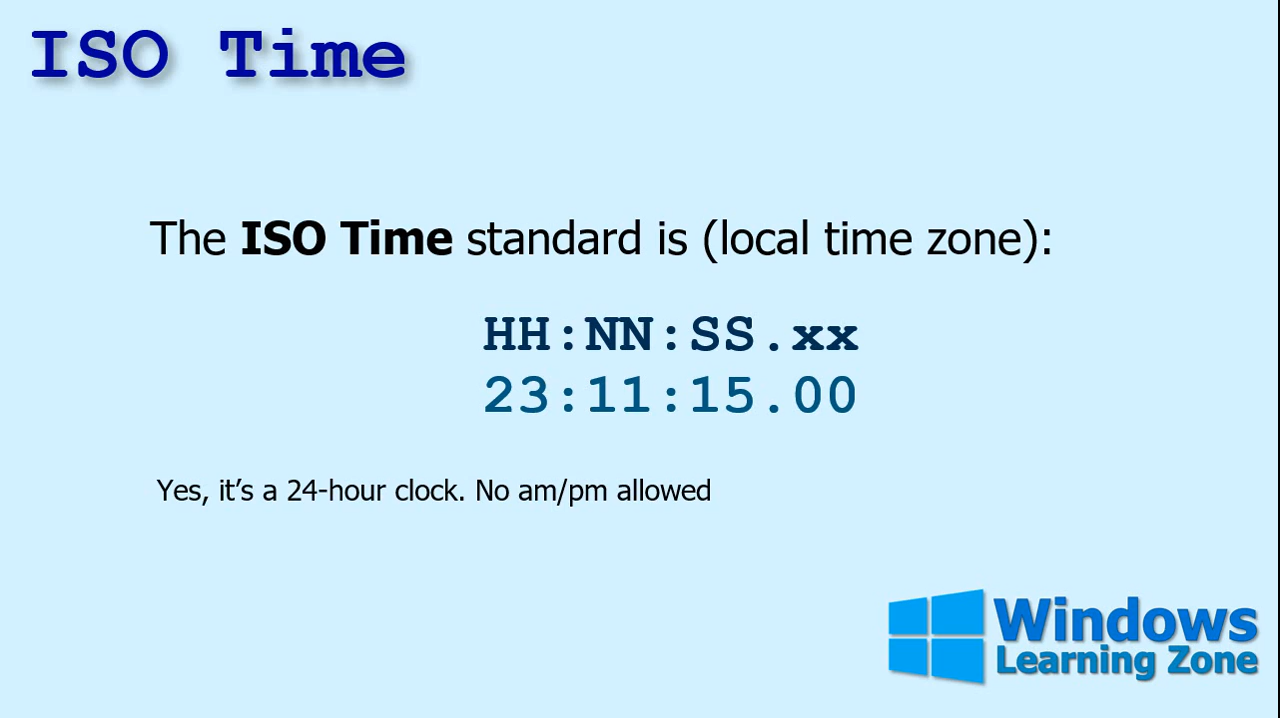 ISO Time
The ISO Time standard is (local time zone):
HH:NN:SS.xx
23:11:15.00
Yes, it’s a 24-hour clock. No am/pm allowed
Windows
Learning Zone